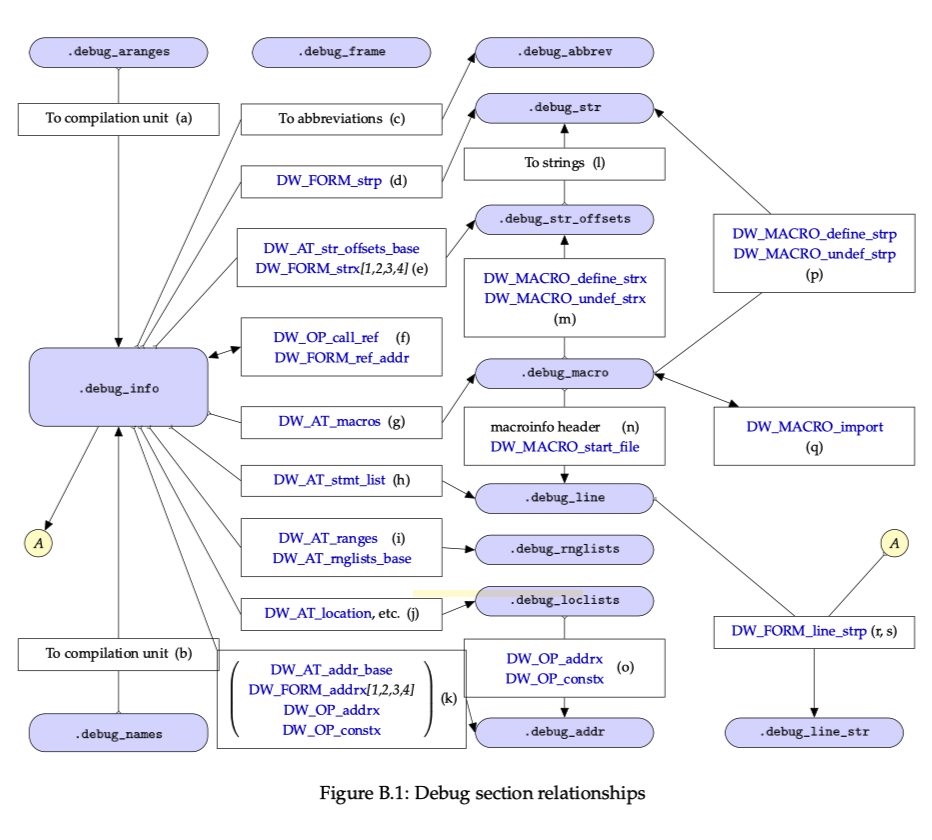 .debug_aranges
.debug_frame
.debug_abbrev
To compilation unit (a)
To abbreviations (c)
.debug_str
To strings (l)
DW_FORM_strp (d)
.debug_str_offsets
DW_AT_str_offsets_base
DW_FORM_strx[1,2,3,4] (e)
DW_MACRO_define_strp
DW_MACRO_undef_strp
(p)
DW_MACRO_define_strx
DW_MACRO_undef_strx
(m)
DW_OP_call_ref (f)
DW_FORM_ref_addr
.debug_info
.debug_macro
DW_AT_macros (g)
macroinfo header (n)
DW_MACRO_start_file
DW_MACRO_import
(q)
DW_AT_stmt_list (h)
.debug_line
A
DW_AT_ranges (i)
DW_AT_rnglists_base
.debug_rnglists
A
DW_AT_location, etc. (j)
.debug_loclists
DW_FORM_line_strp (r, s)
To compilation unit (b)
DW_AT_addr_base
DW_FORM_addrx[1,2,3,4]
DW_OP_addrx
DW_OP_constx
(k)
DW_OP_addrx
DW_OP_constx
(o)
.debug_names
.debug_addr
.debug_line_str
Figure B.1: Debug section relationships